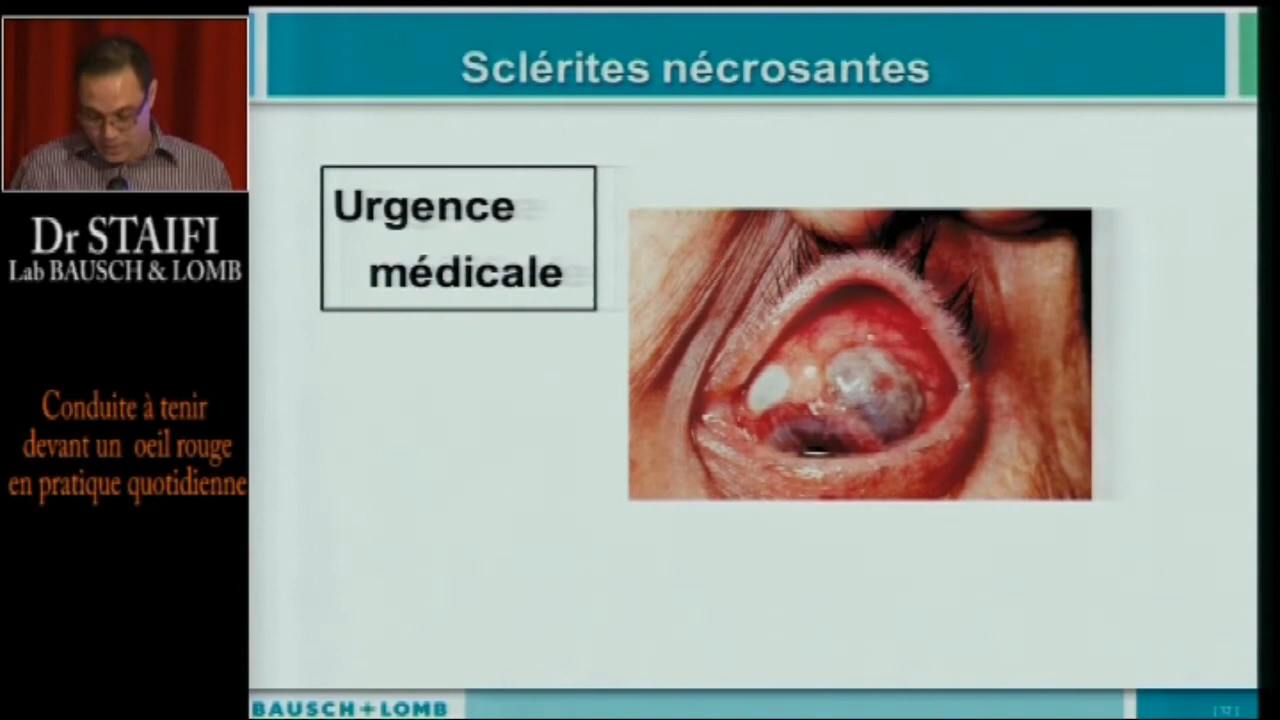 Sclérites nécrosantes
Urgence
médicale
Dr STAIFI
Lab BAUSCH & LOMB
Conduite à tenir
devant un oeil rouge
en pratique quotidienne
BAUSCH+LOMB